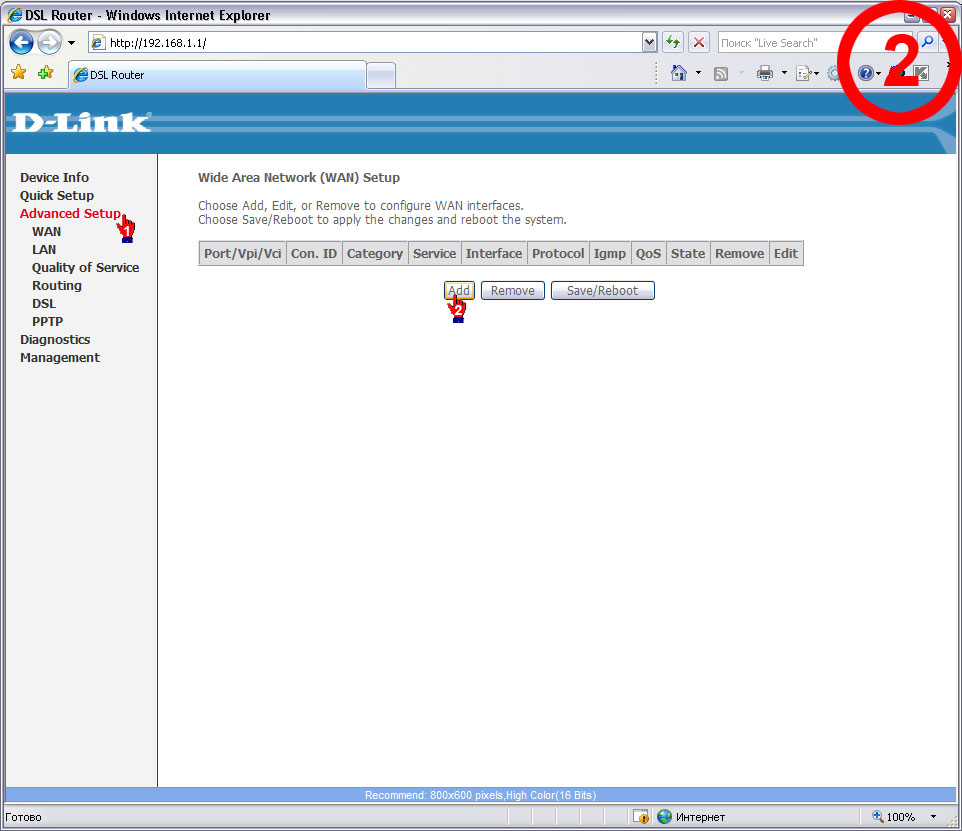 DSL Router - Windows Internet Explorer
http://192.168.1.1/
Поиск "Live Search"
2
DSL Router
D-Link
Device Info
Quick Setup
Advanced Setup
1
WAN
LAN
Quality of Service
Routing
DSL
PPTP
Diagnostics
Management
Wide Area Network (WAN) Setup
Choose Add, Edit, or Remove to configure WAN interfaces.
Choose Save/Reboot to apply the changes and reboot the system.
Port/Vpi/Vci Con. ID Category Service Interface Protocol Igmp QoS State Remove Edit
Add Remove Save/Reboot
2
Recommend: 800x600 pixels,High Color(16 Bits)
Готово Интернет 100%